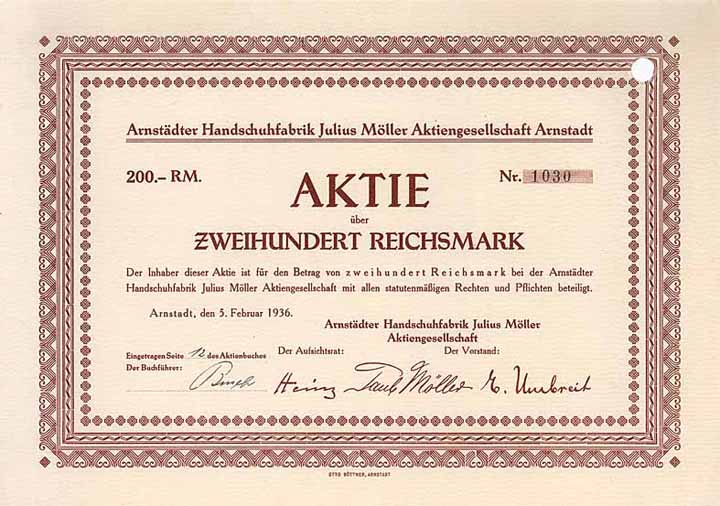 Arnstädter Handschuhfabrik Julius Möller Aktiengesellschaft Arnstadt
200.– RM. Nr. 1030
AKTIE
über
ZWEIHUNDERT REICHSMARK
Der Inhaber dieser Aktie ist für den Betrag von zweihundert Reichsmark bei der Arnstädter
Handschuhfabrik Julius Möller Aktiengesellschaft mit allen statutenmäßigen Rechten und Pflichten beteiligt.
Arnstadt, den 5. Februar 1936.
Arnstädter Handschuhfabrik Julius Möller
Aktiengesellschaft
Eingetragen Seite 12 des Aktienbuches
Der Buchführer:
Der Aufsichtsrat: Der Vorstand:
Heinz Paul Möller E. Umbreit
OTTO BÖTTNER, ARNSTADT